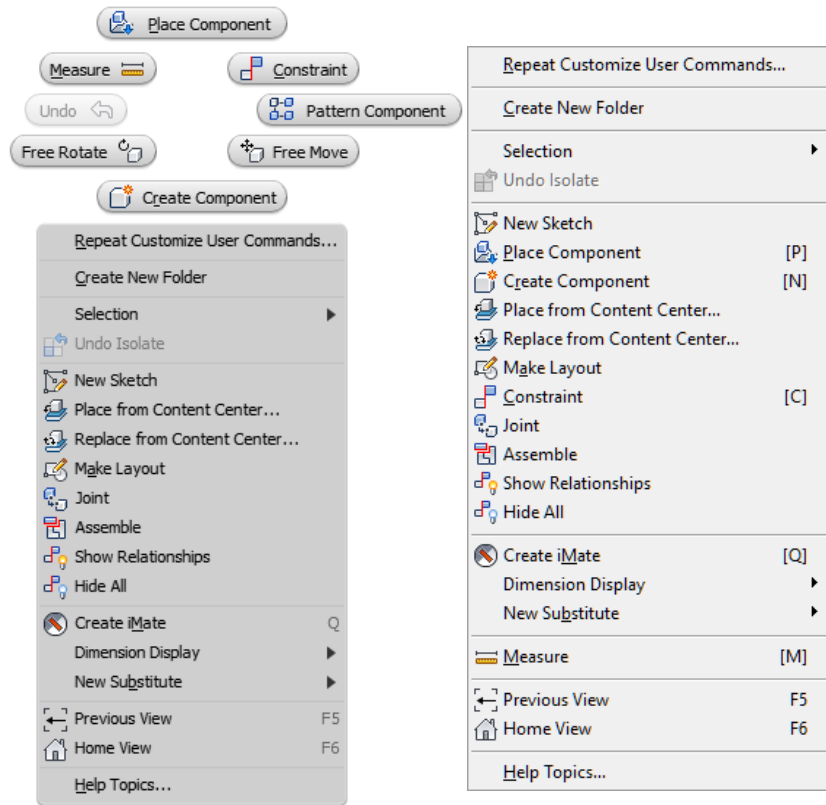 Place Component
Measure
Constraint
Undo
Pattern Component
Free Rotate
Free Move
Create Component
Repeat Customize User Commands...
Create New Folder
Selection
Undo Isolate
New Sketch
Place from Content Center...
Replace from Content Center...
Make Layout
Joint
Assemble
Show Relationships
Hide All
Create iMate Q
Dimension Display
New Substitute
Previous View F5
Home View F6
Help Topics...
Repeat Customize User Commands...
Create New Folder
Selection
Undo Isolate
New Sketch
Place Component [P]
Create Component [N]
Place from Content Center...
Replace from Content Center...
Make Layout
Constraint [C]
Joint
Assemble
Show Relationships
Hide All
Create iMate [Q]
Dimension Display
New Substitute
Measure [M]
Previous View F5
Home View F6
Help Topics...